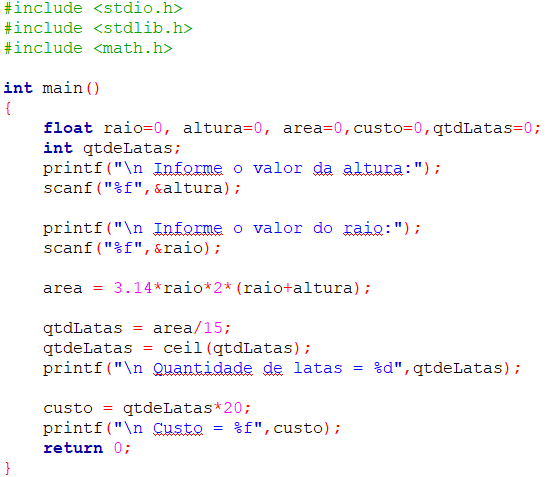 #include <stdio.h>
#include <stdlib.h>
#include <math.h>

int main()
{
    float raio=0, altura=0, area=0,custo=0,qtdLatas=0;
    int qtdeLatas;
    printf("\n Informe o valor da altura:");
    scanf("%f",&altura);

    printf("\n Informe o valor do raio:");
    scanf("%f",&raio);

    area = 3.14*raio*2*(raio+altura);

    qtdLatas = area/15;
    qtdeLatas = ceil(qtdLatas);
    printf("\n Quantidade de latas = %d",qtdeLatas);

    custo = qtdeLatas*20;
    printf("\n Custo = %f",custo);
    return 0;
}